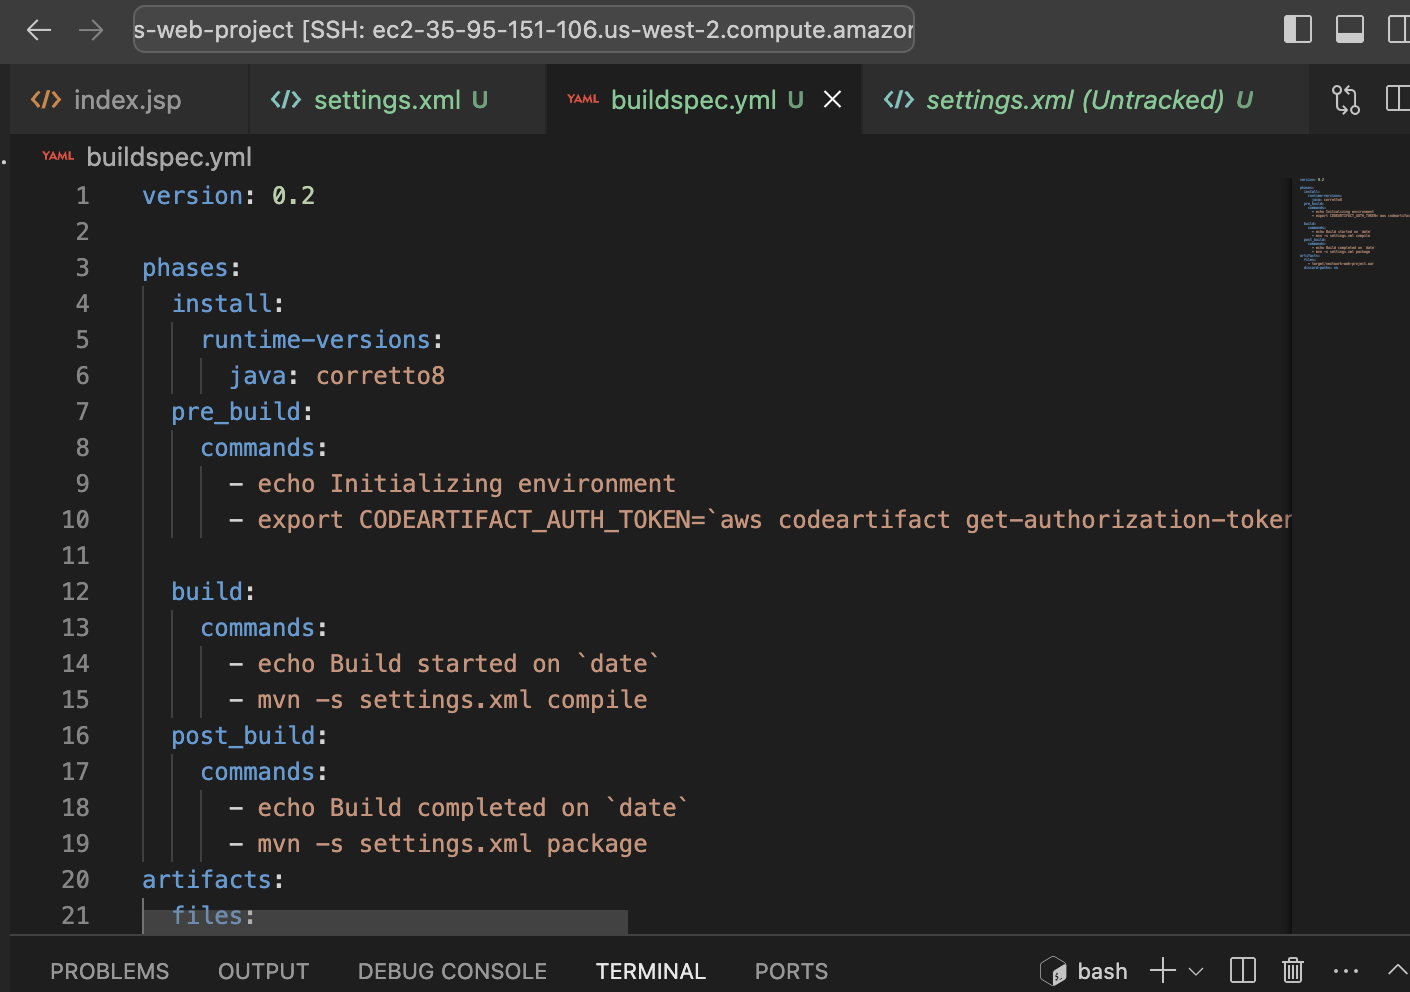 s-web-project [SSH: ec2-35-95-151-106.us-west-2.compute.amazon
index.jsp
settings.xml U
YAML buildspec.yml U
settings.xml (Untracked) U
YAML buildspec.yml
1 version: 0.2
2
3 phases:
4 install:
5 runtime-versions:
6 java: corretto8
7 pre_build:
8 commands:
9 - echo Initializing environment
10 - export CODEARTIFACT_AUTH_TOKEN=`aws codeartifact get-authorization-token
11
12 build:
13 commands:
14 - echo Build started on `date`
15 - mvn -s settings.xml compile
16 post_build:
17 commands:
18 - echo Build completed on `date`
19 - mvn -s settings.xml package
20 artifacts:
21 files:
PROBLEMS OUTPUT DEBUG CONSOLE TERMINAL PORTS bash